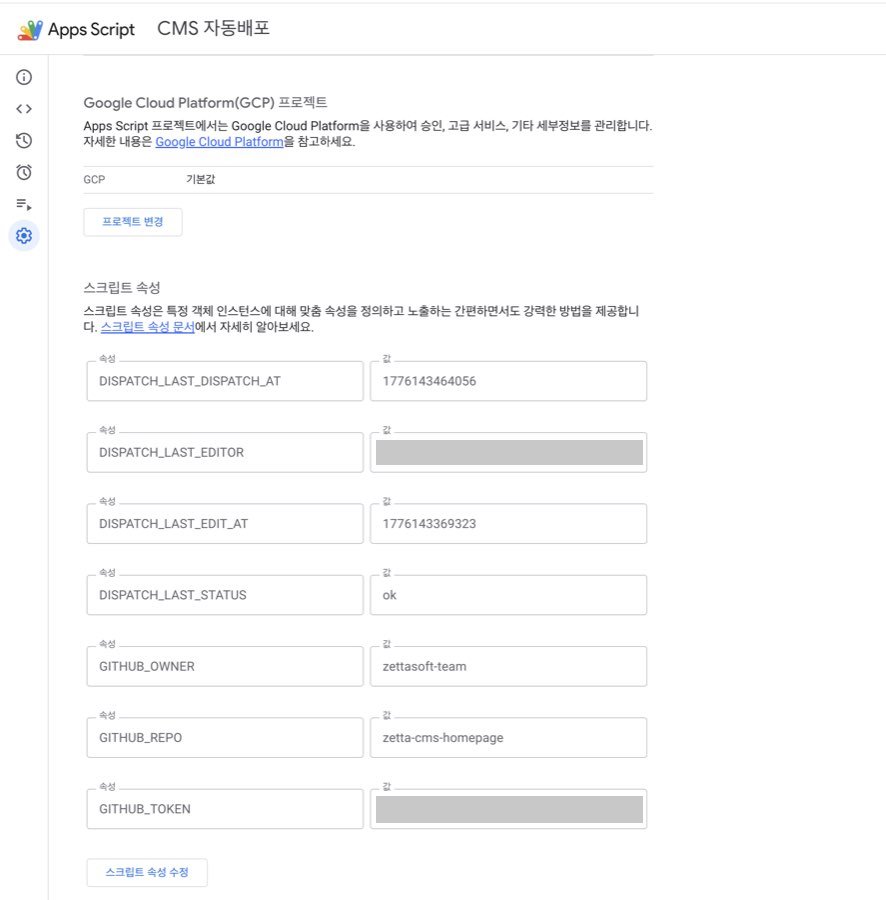 Apps Script CMS 자동배포
Google Cloud Platform(GCP) 프로젝트
Apps Script 프로젝트에서는 Google Cloud Platform을 사용하여 승인, 고급 서비스, 기타 세부정보를 관리합니다.
자세한 내용은 Google Cloud Platform을 참고하세요.
GCP 기본값
프로젝트 변경
스크립트 속성
스크립트 속성은 특정 객체 인스턴스에 대해 맞춤 속성을 정의하고 노출하는 간편하면서도 강력한 방법을 제공합니
다. 스크립트 속성 문서에서 자세히 알아보세요.
속성 값
DISPATCH_LAST_DISPATCH_AT 1776143464056
속성 값
DISPATCH_LAST_EDITOR
속성 값
DISPATCH_LAST_EDIT_AT 1776143369323
속성 값
DISPATCH_LAST_STATUS ok
속성 값
GITHUB_OWNER zettasoft-team
속성 값
GITHUB_REPO zetta-cms-homepage
속성 값
GITHUB_TOKEN
스크립트 속성 수정